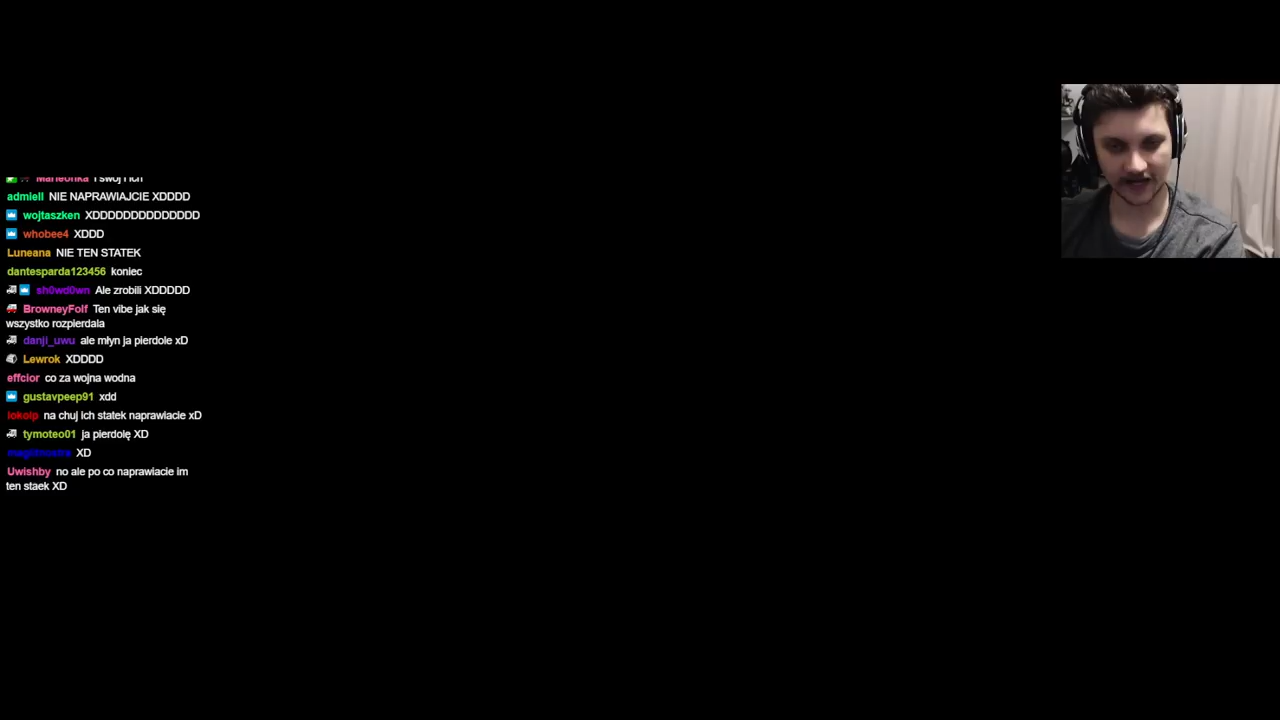 admiell NIE NAPRAWIAJCIE XDDDD
wojtaszken XDDDDDDDDDDDDDD
whobee4 XDDD
Luneana NIE TEN STATEK
dantesparda123456 koniec
sh0wd0wn Ale zrobili XDDDDD
BrowneyFolf Ten vibe jak się
wszystko rozpierdala
danji_uwu ale młyn ja pierdole xD
Lewrok XDDDD
effcior co za wojna wodna
gustavpeep91 xdd
na chuj ich statek naprawiacie xD
tymoteo01 ja pierdolę XD
XD
Uwishby no ale po co naprawiacie im
ten staek XD